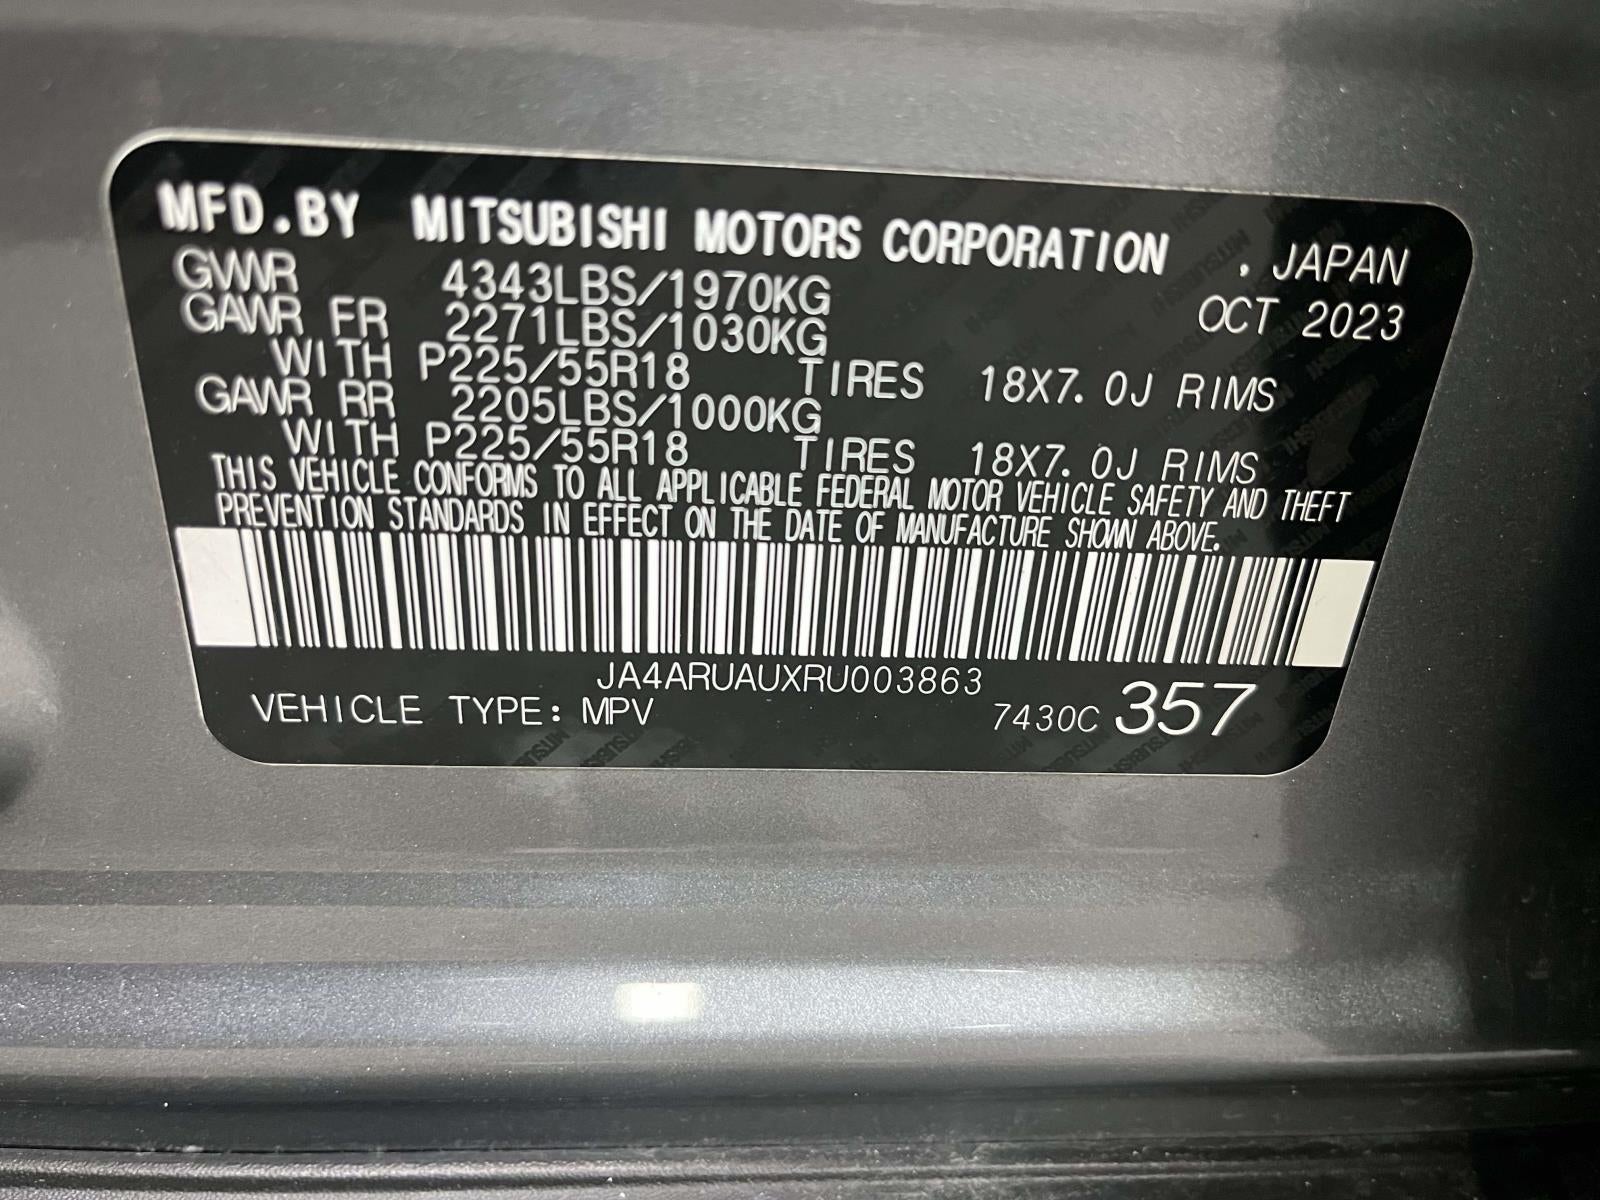 MFD.BY MITSUBISHI MOTORS CORPORATION , JAPAN
GVWR 4343LBS/1970KG OCT 2023
GAWR FR 2271LBS/1030KG
WITH P225/55R18 TIRES 18X7.0J RIMS
GAWR RR 2205LBS/1000KG
WITH P225/55R18 TIRES 18X7.0J RIMS
THIS VEHICLE CONFORMS TO ALL APPLICABLE FEDERAL MOTOR VEHICLE SAFETY AND THEFT
PREVENTION STANDARDS IN EFFECT ON THE DATE OF MANUFACTURE SHOWN ABOVE.
JA4ARUAUXRU003863
VEHICLE TYPE: MPV 7430C 357